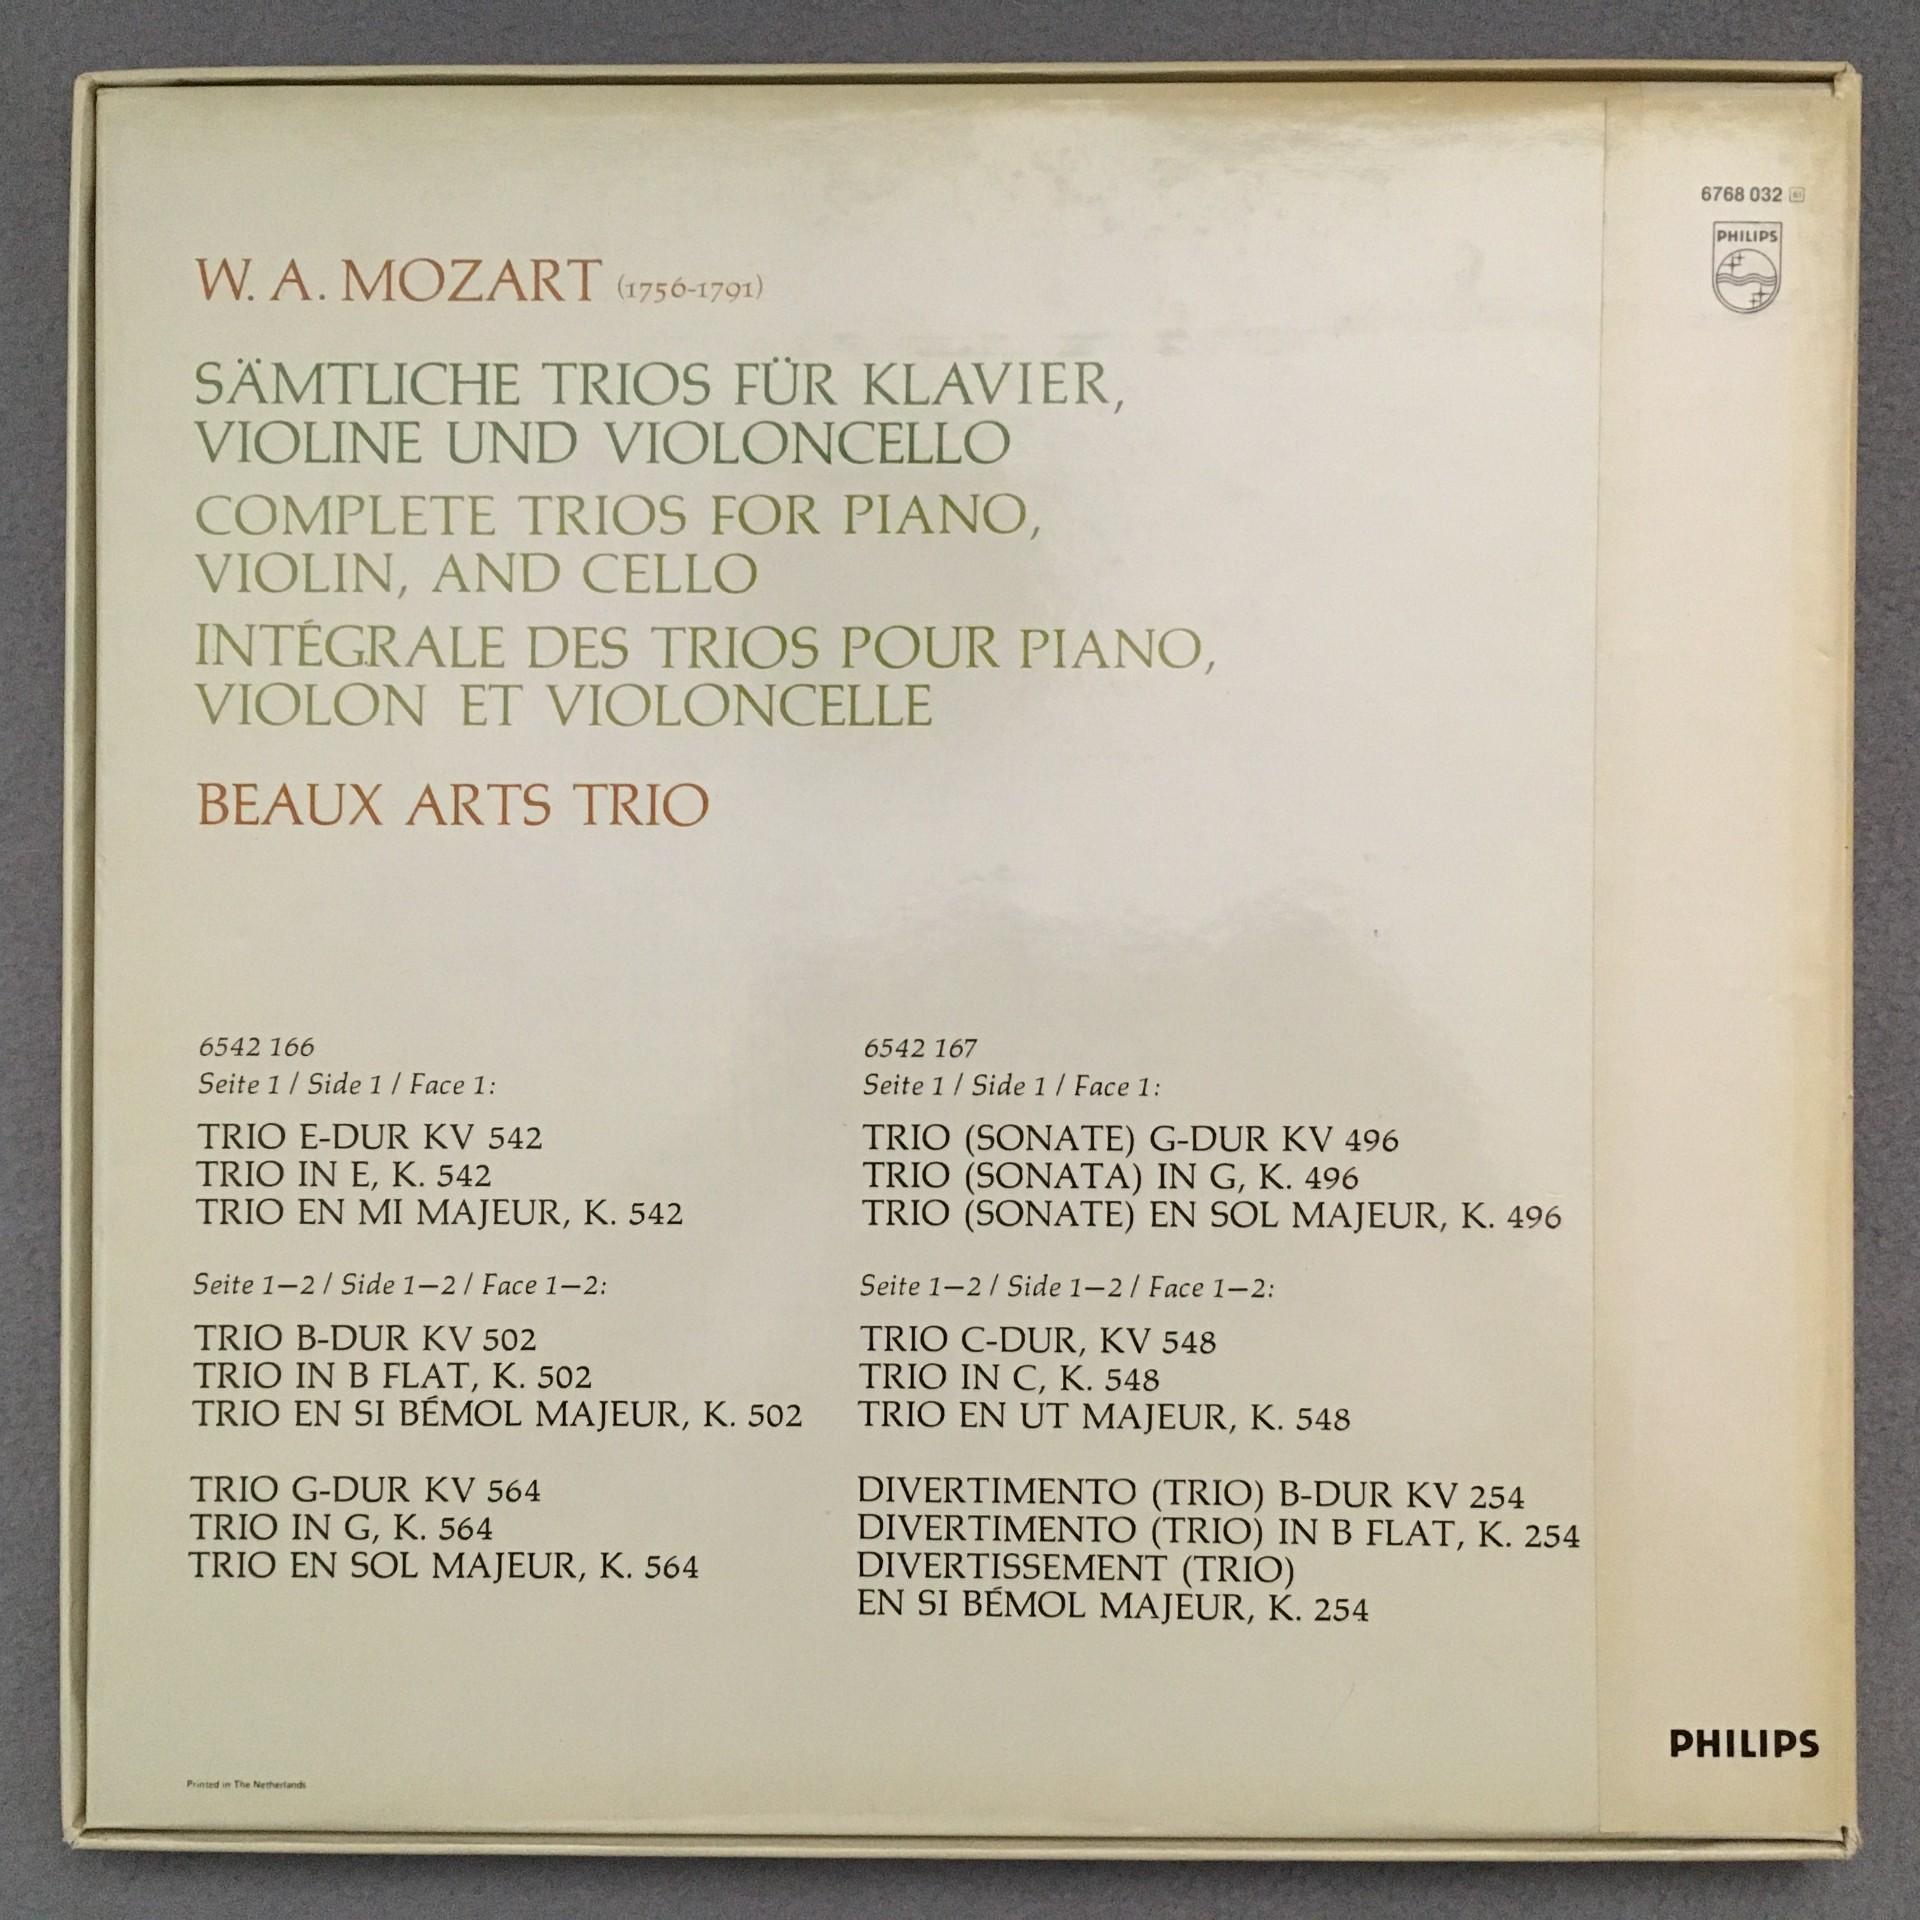 6768 032
PHILIPS
W. A. MOZART (1756-1791)
SÄMTLICHE TRIOS FÜR KLAVIER,
VIOLINE UND VIOLONCELLO
COMPLETE TRIOS FOR PIANO,
VIOLIN, AND CELLO
INTÉGRALE DES TRIOS POUR PIANO,
VIOLON ET VIOLONCELLE
BEAUX ARTS TRIO
6542 166
Seite 1 / Side 1 / Face 1:
TRIO E-DUR KV 542
TRIO IN E, K. 542
TRIO EN MI MAJEUR, K. 542
Seite 1—2 / Side 1—2 / Face 1—2:
TRIO B-DUR KV 502
TRIO IN B FLAT, K. 502
TRIO EN SI BÉMOL MAJEUR, K. 502
TRIO G-DUR KV 564
TRIO IN G, K. 564
TRIO EN SOL MAJEUR, K. 564
6542 167
Seite 1 / Side 1 / Face 1:
TRIO (SONATE) G-DUR KV 496
TRIO (SONATA) IN G, K. 496
TRIO (SONATE) EN SOL MAJEUR, K. 496
Seite 1—2 / Side 1—2 / Face 1—2:
TRIO C-DUR, KV 548
TRIO IN C, K. 548
TRIO EN UT MAJEUR, K. 548
DIVERTIMENTO (TRIO) B-DUR KV 254
DIVERTIMENTO (TRIO) IN B FLAT, K. 254
DIVERTISSEMENT (TRIO)
EN SI BÉMOL MAJEUR, K. 254
Printed in The Netherlands
PHILIPS